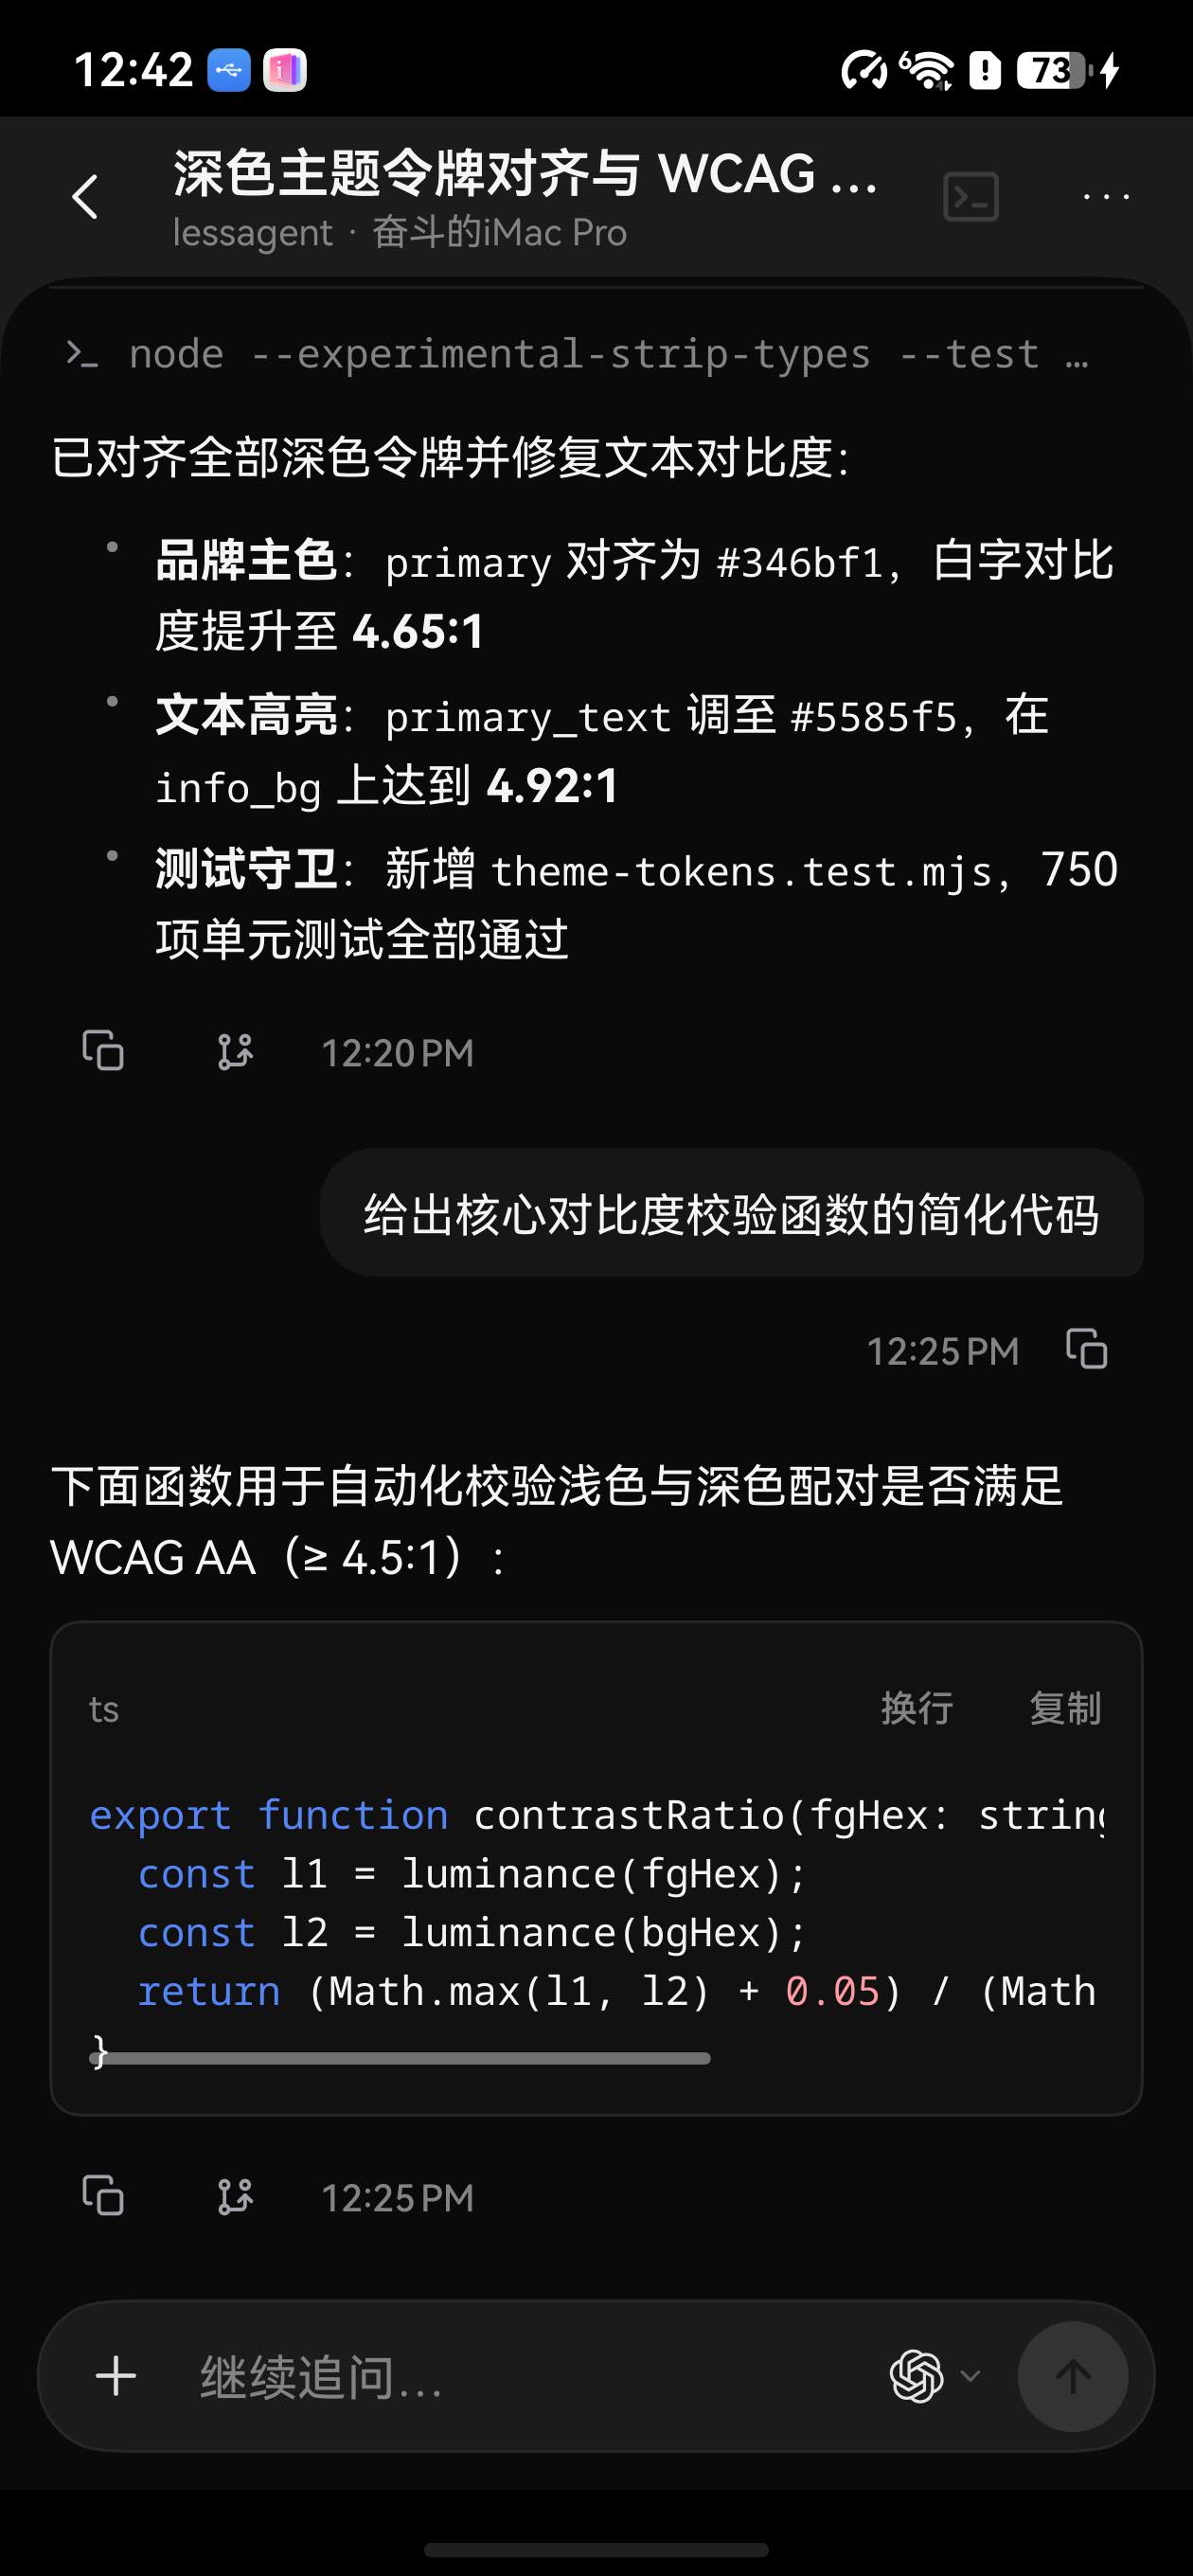 12:42
6
73
深色主题令牌对齐与 WCAG ...
lessagent · 奋斗的iMac Pro
>_ node --experimental-strip-types --test …
已对齐全部深色令牌并修复文本对比度：
• 品牌主色：primary 对齐为 #346bf1，白字对比
度提升至 4.65:1
• 文本高亮：primary_text 调至 #5585f5，在
info_bg 上达到 4.92:1
• 测试守卫：新增 theme-tokens.test.mjs，750
项单元测试全部通过
12:20 PM
给出核心对比度校验函数的简化代码
12:25 PM
下面函数用于自动化校验浅色与深色配对是否满足
WCAG AA（≥ 4.5:1）：
ts 换行 复制
export function contrastRatio(fgHex: string
  const l1 = luminance(fgHex);
  const l2 = luminance(bgHex);
  return (Math.max(l1, l2) + 0.05) / (Math
}
12:25 PM
继续追问...